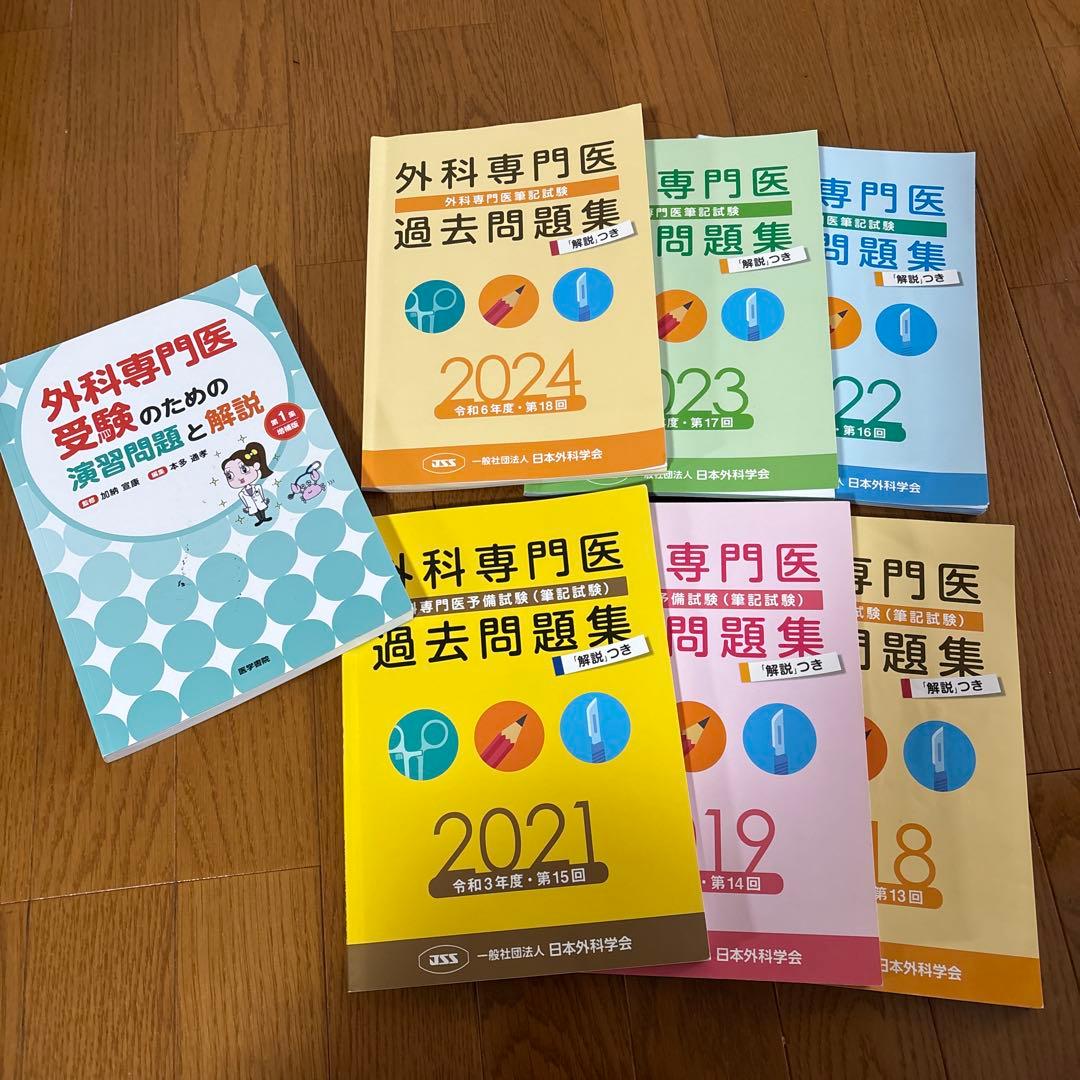 外科専門医
受験のための
演習問題と解説
第1集
増補版
監修 加納 宣康 編集 本多 通孝
医学書院
外科専門医
外科専門医筆記試験
過去問題集
「解説」つき
2024
令和6年度・第18回
JSS 一般社団法人 日本外科学会
専門医
専門医筆記試験
問題集
「解説」つき
023
年度・第17回
一般社団法人 日本外科学会
専門医
医筆記試験
問題集
「解説」つき
22
・第16回
人 日本外科学会
外科専門医
科専門医予備試験(筆記試験)
過去問題集
「解説」つき
2021
令和3年度・第15回
JSS 一般社団法人 日本外科学会
専門医
予備試験(筆記試験)
問題集
「解説」つき
019
・第14回
日本外科学会
専門医
試験(筆記試験)
問題集
「解説」つき
18
第13回
日本外科学会